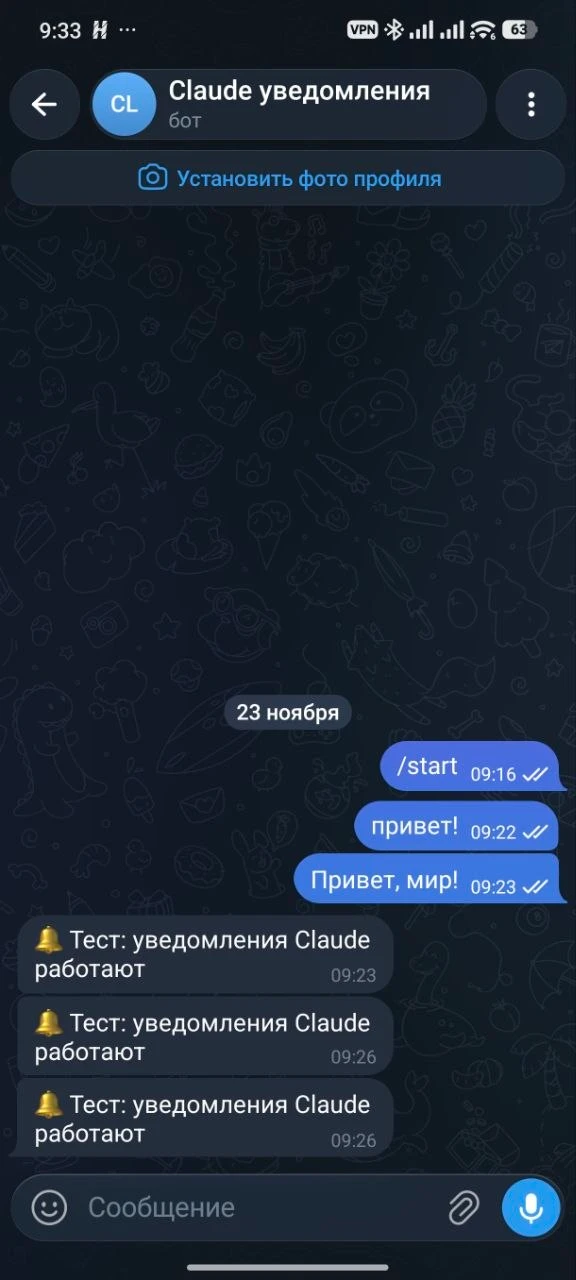 9:33 H ...
VPN 63
CL
Claude уведомления
бот
Установить фото профиля
23 ноября
/start 09:16
привет! 09:22
Привет, мир! 09:23
🔔 Тест: уведомления Claude
работают 09:23
🔔 Тест: уведомления Claude
работают 09:26
🔔 Тест: уведомления Claude
работают 09:26
Сообщение